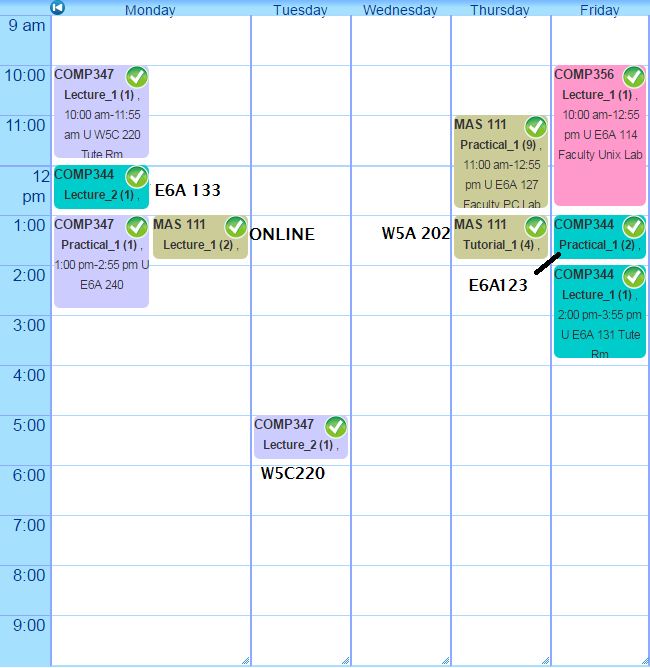 Monday Tuesday Wednesday Thursday Friday
9 am
10:00
COMP347
Lecture_1 (1) ,
10:00 am-11:55
am U W5C 220
Tute Rm
COMP356
Lecture_1 (1) ,
10:00 am-12:55
pm U E6A 114
Faculty Unix Lab
11:00
MAS 111
Practical_1 (9) ,
11:00 am-12:55
pm U E6A 127
Faculty PC Lab
12
pm
COMP344
Lecture_2 (1) ,
E6A 133
1:00
COMP347
Practical_1 (1) ,
1:00 pm-2:55 pm U
E6A 240
MAS 111
Lecture_1 (2) ,
ONLINE
W5A 202
MAS 111
Tutorial_1 (4) ,
COMP344
Practical_1 (2) ,
2:00
E6A123
COMP344
Lecture_1 (1) ,
2:00 pm-3:55 pm
U E6A 131 Tute
Rm
3:00
4:00
5:00
COMP347
Lecture_2 (1) ,
6:00
W5C220
7:00
8:00
9:00